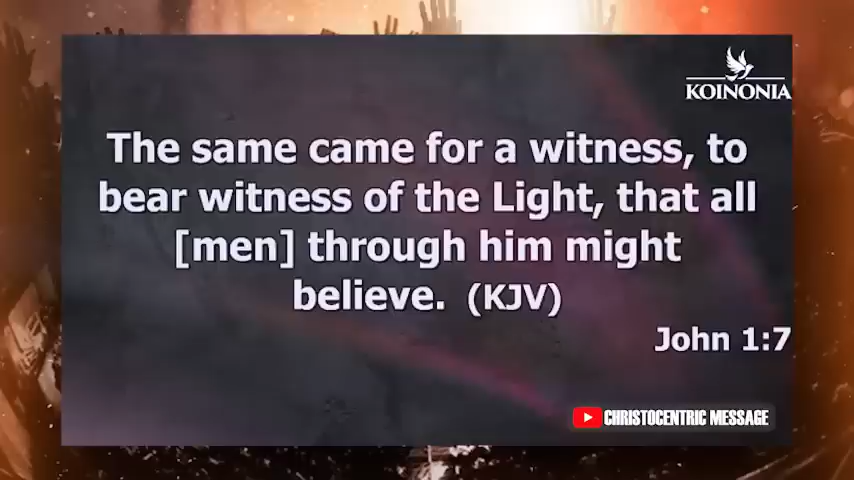 KOINONIA
The same came for a witness, to
bear witness of the Light, that all
[men] through him might
believe. (KJV)
John 1:7
CHRISTOCENTRIC MESSAGE